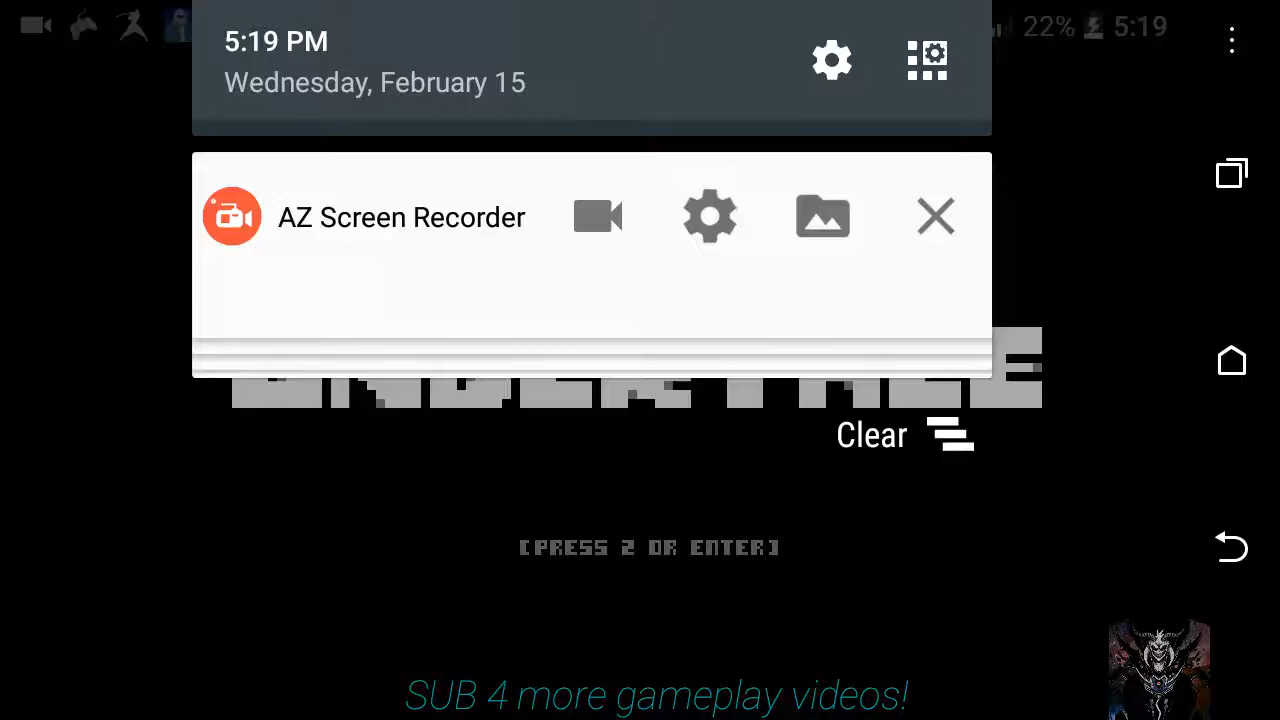 22% 5:19
5:19 PM
Wednesday, February 15
AZ Screen Recorder
UNDERTALE
Clear
[PRESS Z OR ENTER]
SUB 4 more gameplay videos!